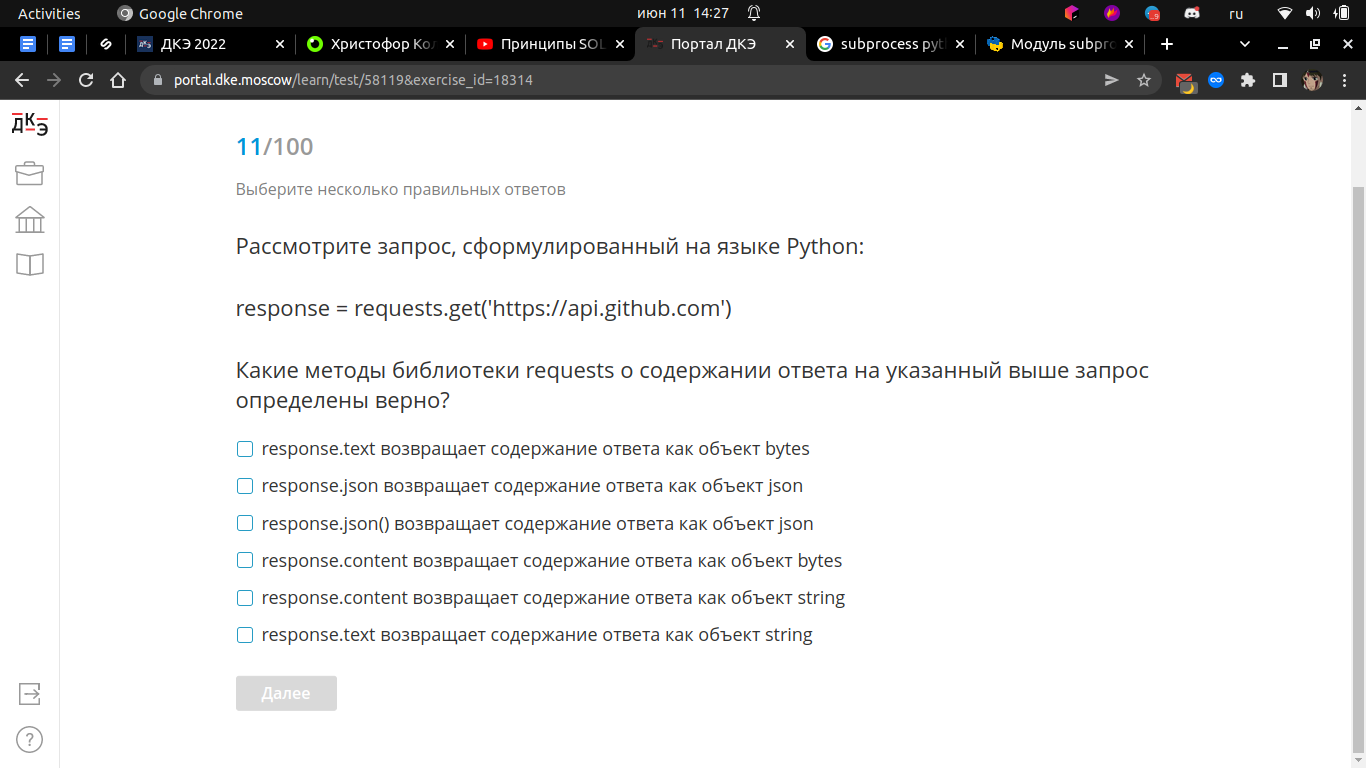 Activities
Google Chrome
июн 11 14:27
ru
ДКЭ 2022
Христофор Ко
Принципы SOL
Портал ДКЭ
subprocess pyt
Модуль subpro
portal.dke.moscow/learn/test/58119&exercise_id=18314
ДКЭ
11/100
Выберите несколько правильных ответов
Рассмотрите запрос, сформулированный на языке Python:
response = requests.get('https://api.github.com')
Какие методы библиотеки requests о содержании ответа на указанный выше запрос
определены верно?
response.text возвращает содержание ответа как объект bytes
response.json возвращает содержание ответа как объект json
response.json() возвращает содержание ответа как объект json
response.content возвращает содержание ответа как объект bytes
response.content возвращает содержание ответа как объект string
response.text возвращает содержание ответа как объект string
Далее